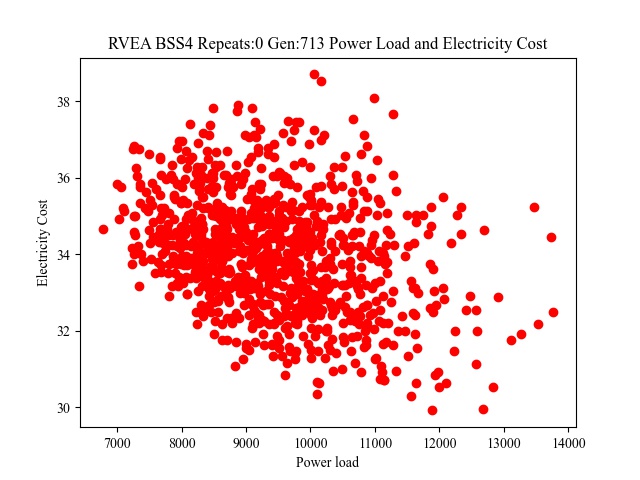 RVEA BSS4 Repeats:0 Gen:713 Power Load and Electricity Cost
38
36
34
32
30
Electricity Cost
7000 8000 9000 10000 11000 12000 13000 14000
Power load